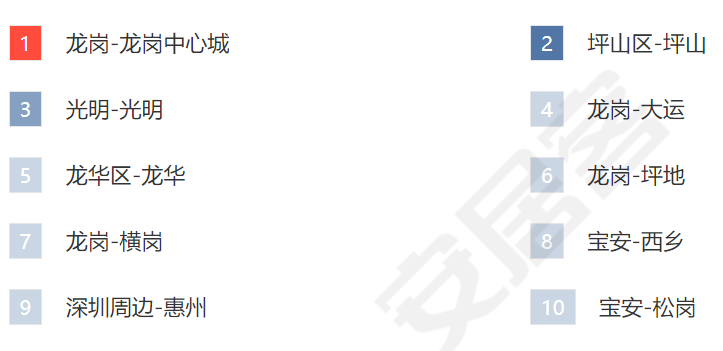 1 龙岗-龙岗中心城
2 坪山区-坪山
3 光明-光明
4 龙岗-大运
5 龙华区-龙华
6 龙岗-坪地
7 龙岗-横岗
8 宝安-西乡
9 深圳周边-惠州
10 宝安-松岗
安居客